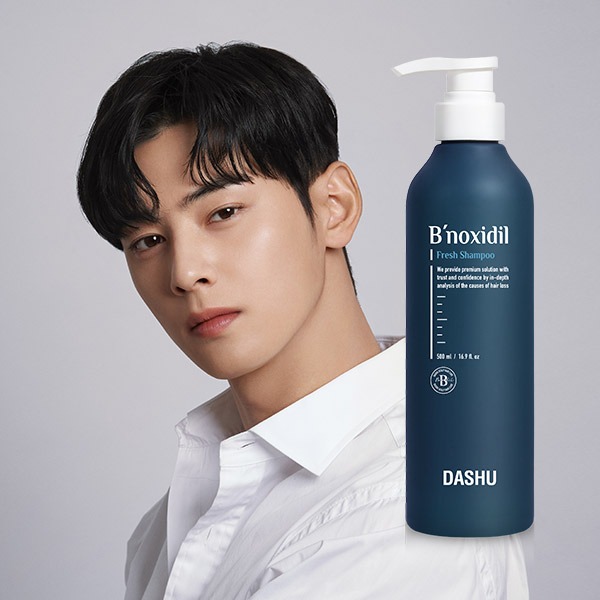 B'noxidil
Fresh Shampoo
We provide premium solution with
trust and confidence by in-depth
analysis of the causes of hair loss
500 ml / 16.9 fl. oz
B
DASHU